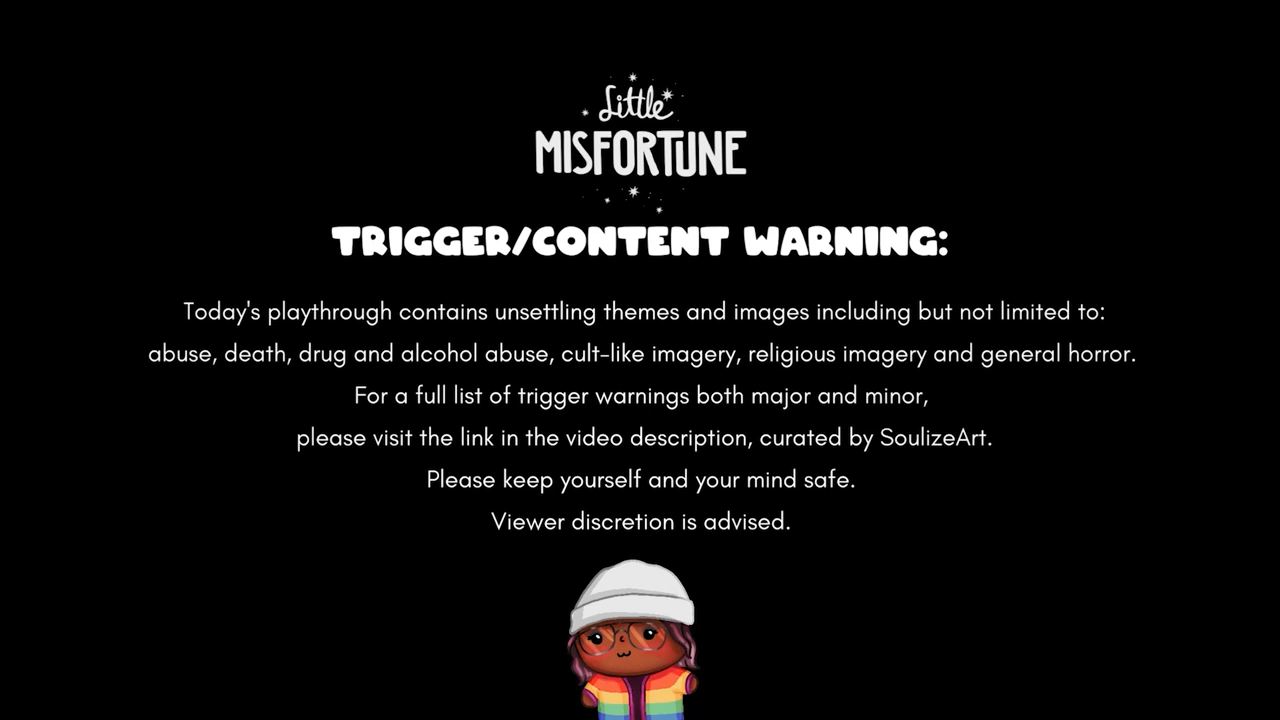 Little
MISFORTUNE
TRIGGER/CONTENT WARNING:
Today's playthrough contains unsettling themes and images including but not limited to:
abuse, death, drug and alcohol abuse, cult-like imagery, religious imagery and general horror.
For a full list of trigger warnings both major and minor,
please visit the link in the video description, curated by SoulizeArt.
Please keep yourself and your mind safe.
Viewer discretion is advised.